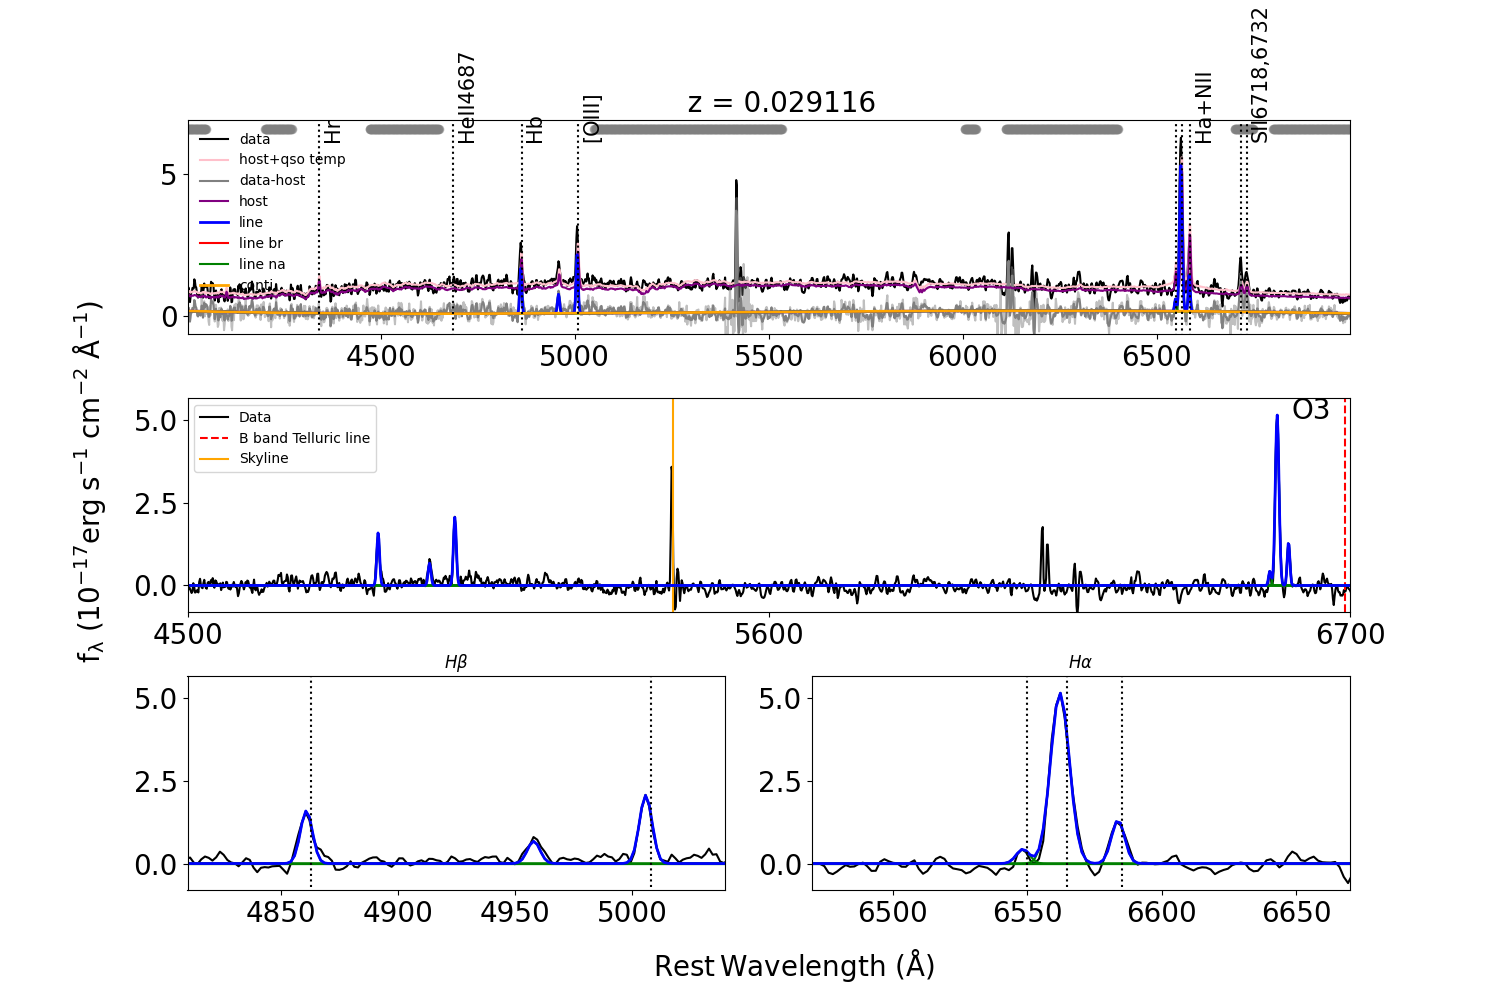 z = 0.029116
Hr
HeII4687
Hb
[OIII]
Ha+NII
SII6718,6732
data
host+qso temp
data-host
host
line
line br
line na
conti
5
0
4500 5000 5500 6000 6500
Data
B band Telluric line
Skyline
O3
5.0
2.5
0.0
4500 5600 6700
fλ (10⁻¹⁷erg s⁻¹ cm⁻² Å⁻¹)
Hβ
5.0
2.5
0.0
4850 4900 4950 5000
Hα
5.0
2.5
0.0
6500 6550 6600 6650
Rest Wavelength (Å)